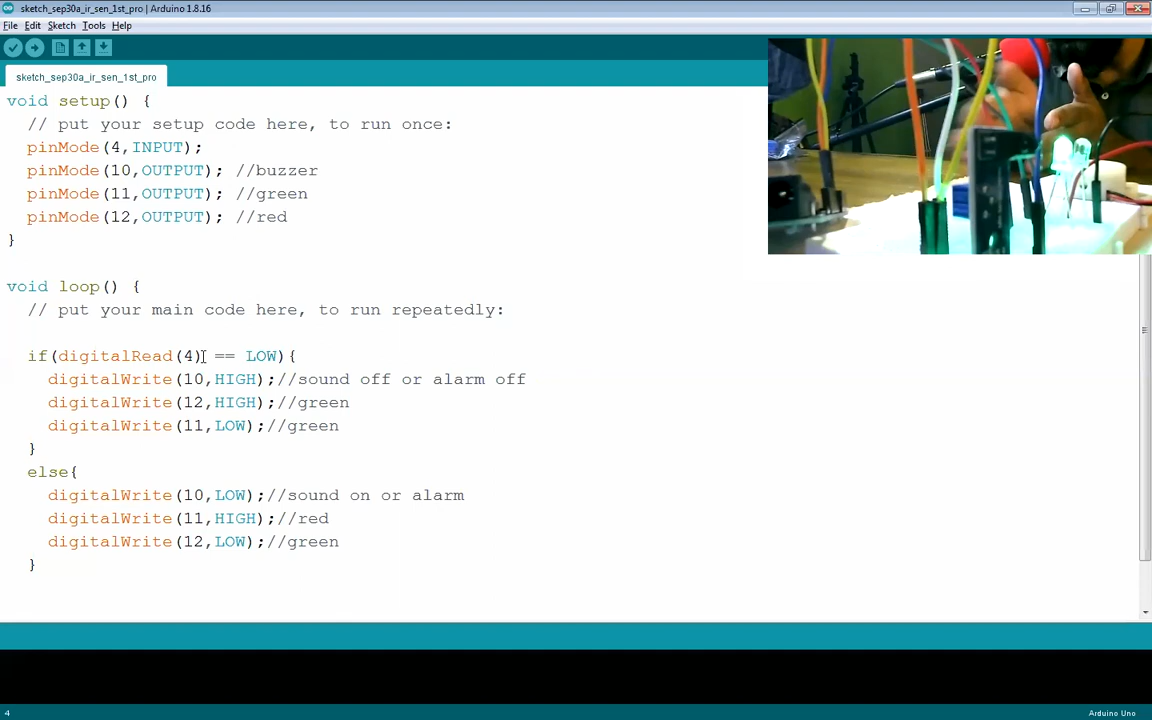 sketch_sep30a_ir_sen_1st_pro | Arduino 1.8.16
File Edit Sketch Tools Help
sketch_sep30a_ir_sen_1st_pro
void setup() {
// put your setup code here, to run once:
pinMode(4,INPUT);
pinMode(10,OUTPUT); //buzzer
pinMode(11,OUTPUT); //green
pinMode(12,OUTPUT); //red
}
void loop() {
// put your main code here, to run repeatedly:
if(digitalRead(4) == LOW){
digitalWrite(10,HIGH);//sound off or alarm off
digitalWrite(12,HIGH);//green
digitalWrite(11,LOW);//green
}
else{
digitalWrite(10,LOW);//sound on or alarm
digitalWrite(11,HIGH);//red
digitalWrite(12,LOW);//green
}
4 Arduino Uno